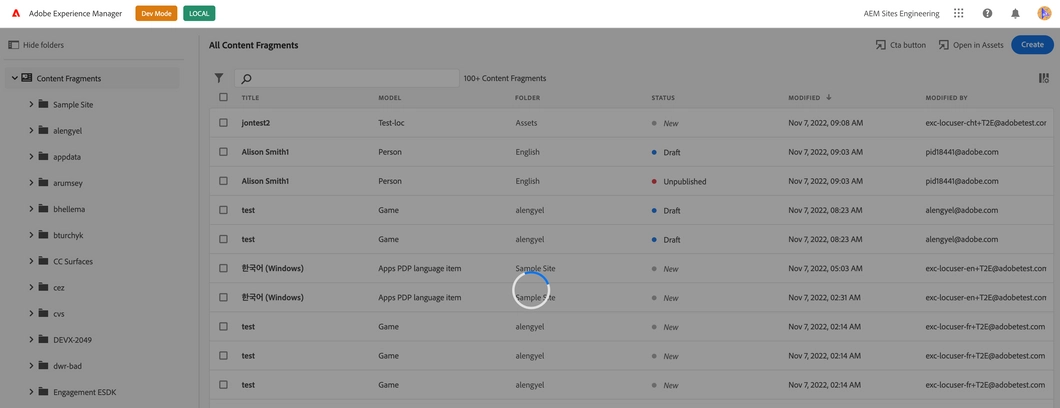 Adobe Experience Manager Dev Mode LOCAL AEM Sites Engineering
Hide folders
All Content Fragments Cta button Open in Assets Create
Content Fragments
100+ Content Fragments
TITLE MODEL FOLDER STATUS MODIFIED MODIFIED BY
Sample Site
alengyel
appdata
arumsey
bhellema
bturchyk
CC Surfaces
cez
cvs
DEVX-2049
dwr-bad
Engagement ESDK
jontest2 Test-loc Assets New Nov 7, 2022, 09:08 AM exc-locuser-cht+T2E@adobetest.cor
Alison Smith1 Person English Draft Nov 7, 2022, 09:03 AM pid18441@adobe.com
Alison Smith1 Person English Unpublished Nov 7, 2022, 09:03 AM pid18441@adobe.com
test Game alengyel Draft Nov 7, 2022, 08:23 AM alengyel@adobe.com
test Game alengyel Draft Nov 7, 2022, 08:23 AM alengyel@adobe.com
한국어 (Windows) Apps PDP language item Sample Site New Nov 7, 2022, 05:03 AM exc-locuser-en+T2E@adobetest.con
한국어 (Windows) Apps PDP language item Sample Site New Nov 7, 2022, 02:31 AM exc-locuser-en+T2E@adobetest.con
test Game alengyel New Nov 7, 2022, 02:14 AM exc-locuser-fr+T2E@adobetest.com
test Game alengyel New Nov 7, 2022, 02:14 AM exc-locuser-fr+T2E@adobetest.com
test Game alengyel New Nov 7, 2022, 02:14 AM exc-locuser-fr+T2E@adobetest.com